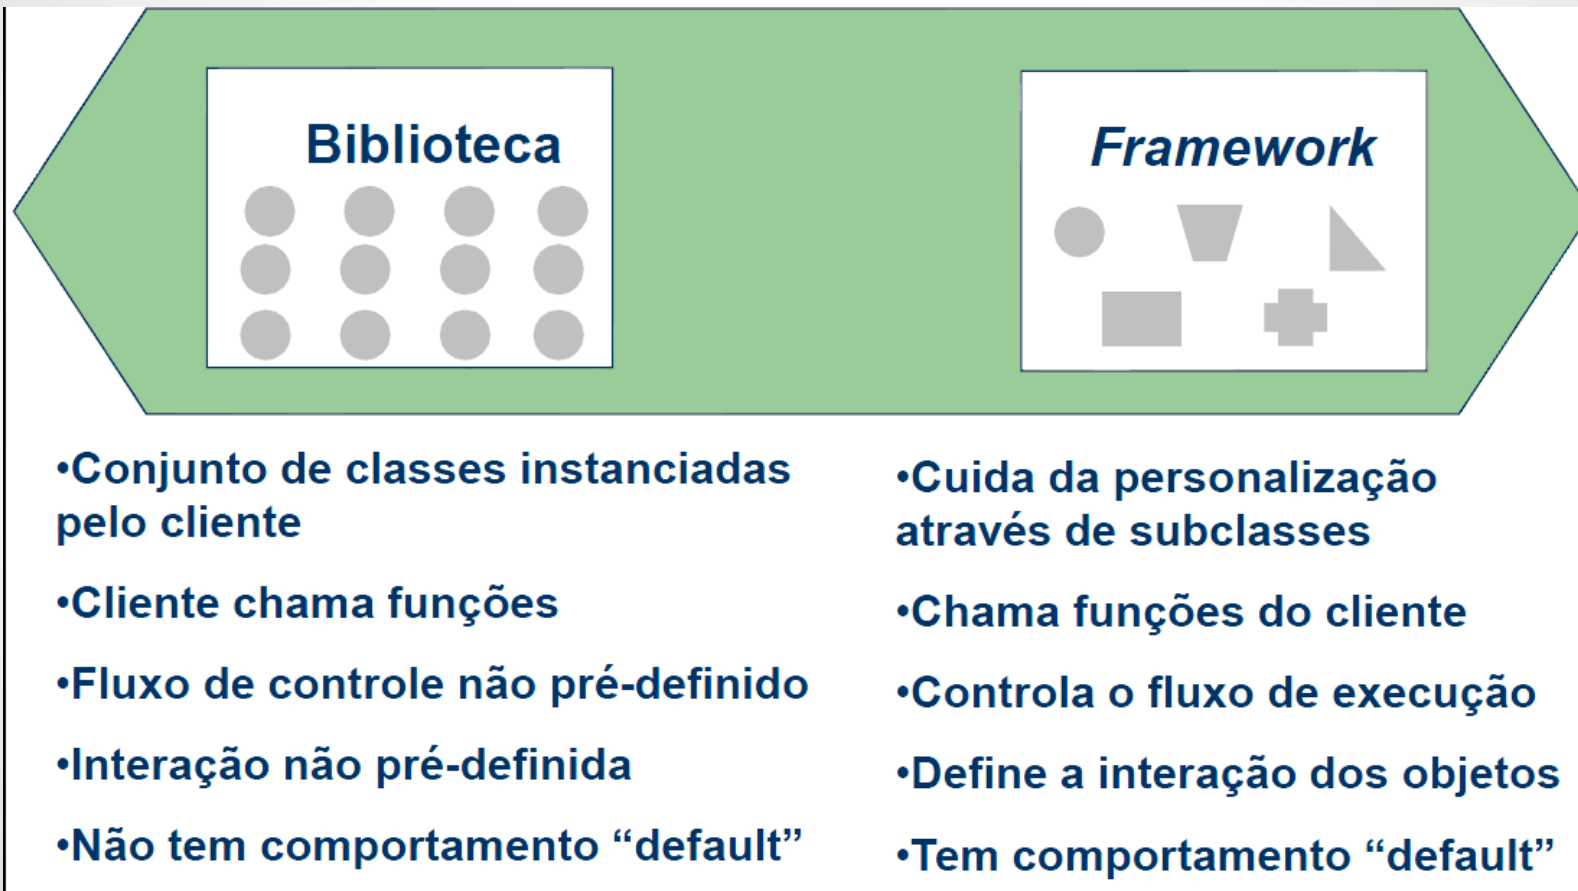 Biblioteca
Framework
•Conjunto de classes instanciadas
pelo cliente
•Cliente chama funções
•Fluxo de controle não pré-definido
•Interação não pré-definida
•Não tem comportamento “default”
•Cuida da personalização
através de subclasses
•Chama funções do cliente
•Controla o fluxo de execução
•Define a interação dos objetos
•Tem comportamento “default”